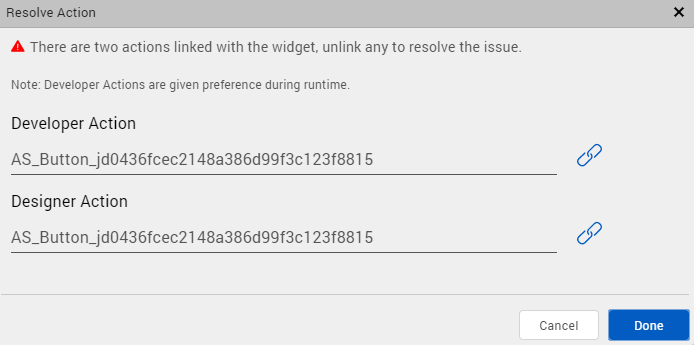 Resolve Action
There are two actions linked with the widget, unlink any to resolve the issue.
Note: Developer Actions are given preference during runtime.
Developer Action
AS_Button_jd0436fcec2148a386d99f3c123f8815
Designer Action
AS_Button_jd0436fcec2148a386d99f3c123f8815
Cancel
Done